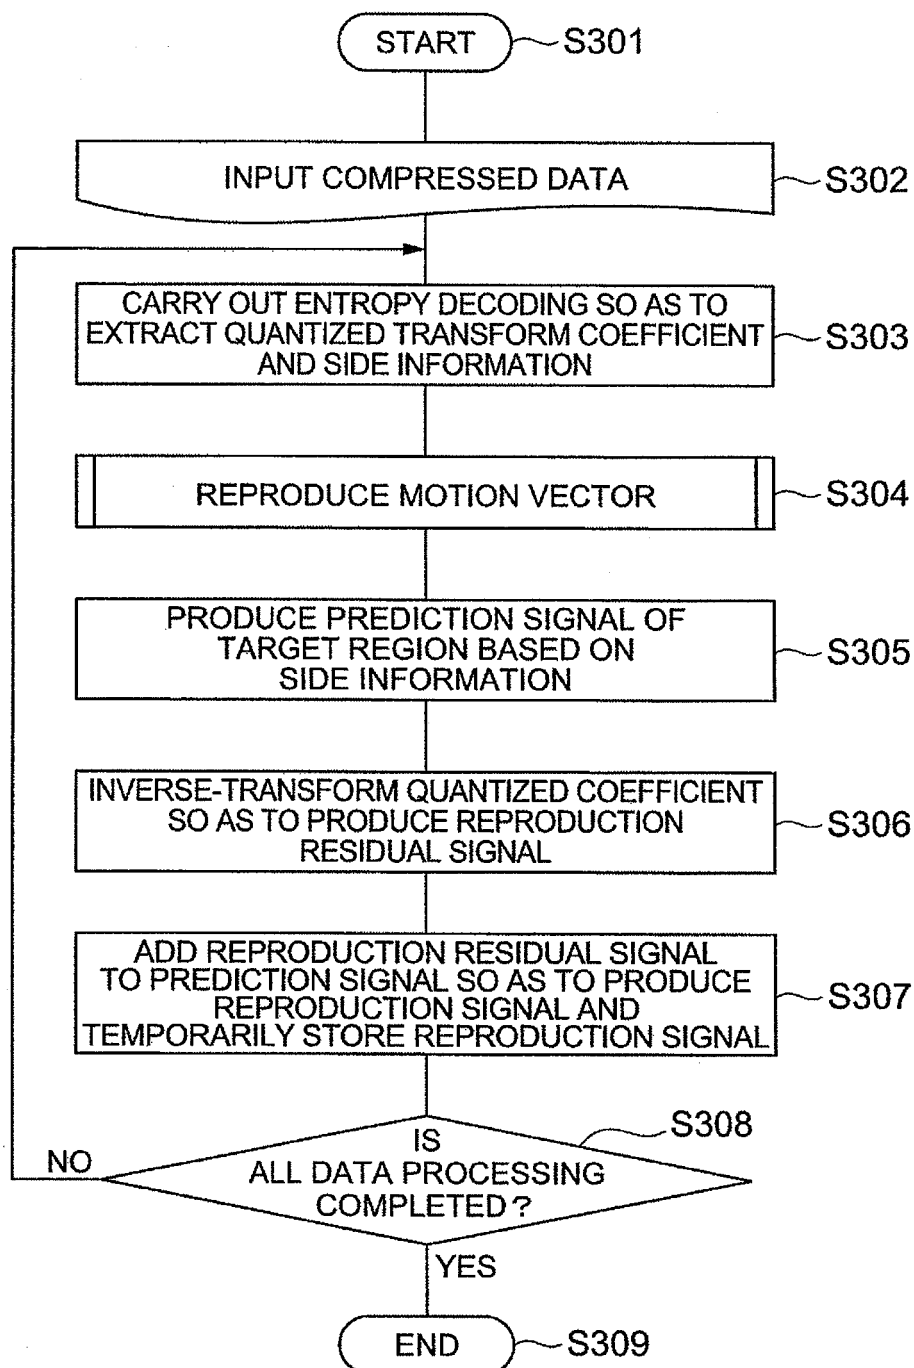 START
S301
INPUT COMPRESSED DATA
S302
CARRY OUT ENTROPY DECODING SO AS TO
EXTRACT QUANTIZED TRANSFORM COEFFICIENT
AND SIDE INFORMATION
S303
REPRODUCE MOTION VECTOR
S304
PRODUCE PREDICTION SIGNAL OF
TARGET REGION BASED ON
SIDE INFORMATION
S305
INVERSE-TRANSFORM QUANTIZED COEFFICIENT
SO AS TO PRODUCE REPRODUCTION
RESIDUAL SIGNAL
S306
ADD REPRODUCTION RESIDUAL SIGNAL
TO PREDICTION SIGNAL SO AS TO PRODUCE
REPRODUCTION SIGNAL AND
TEMPORARILY STORE REPRODUCTION SIGNAL
S307
S308
IS
ALL DATA PROCESSING
COMPLETED?
NO
YES
END
S309